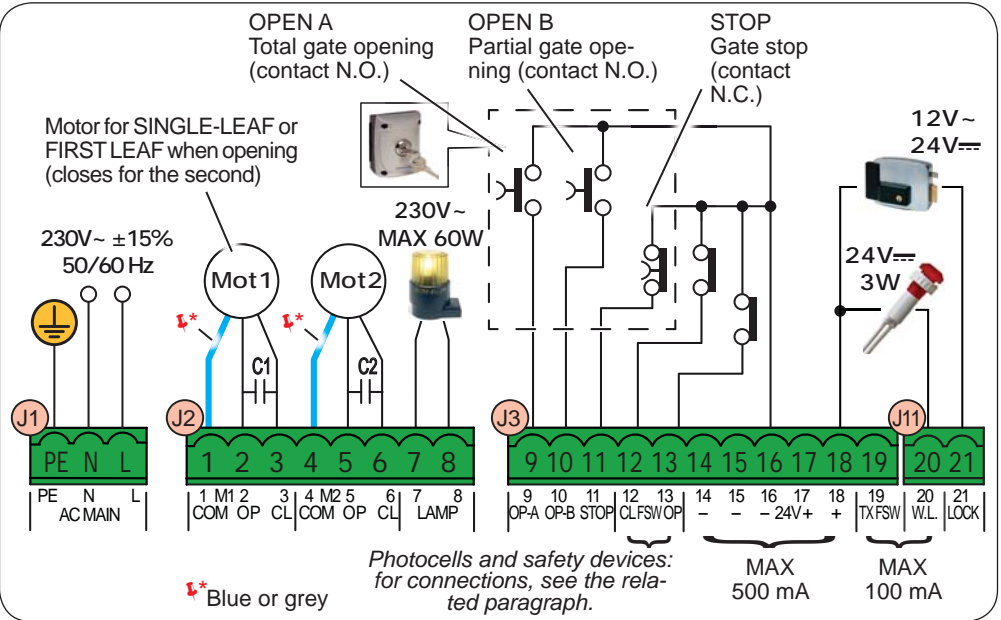 OPEN A
Total gate opening
(contact N.O.)
OPEN B
Partial gate ope-
ning (contact N.O.)
STOP
Gate stop
(contact
N.C.)
Motor for SINGLE-LEAF or
FIRST LEAF when opening
(closes for the second)
12V~
24V⎓
230V~
MAX 60W
230V~ ±15%
50/60 Hz
24V⎓
3W
Mot1
Mot2
*
*
C1
C2
J1
J2
J3
J11
PE N L
1 2 3 4 5 6 7 8
9 10 11 12 13 14 15 16 17 18 19
20 21
PE N L
AC MAIN
1 M1 2 3
COM OP CL
4 M2 5 6
COM OP CL
7 8
LAMP
9 10 11 12 13 14 15 16 17 18 19 20 21
OP-A OP-B STOP CL FSW OP – – – 24V + + TX FSW W.L. LOCK
*Blue or grey
Photocells and safety devices:
for connections, see the rela-
ted paragraph.
MAX
500 mA
MAX
100 mA